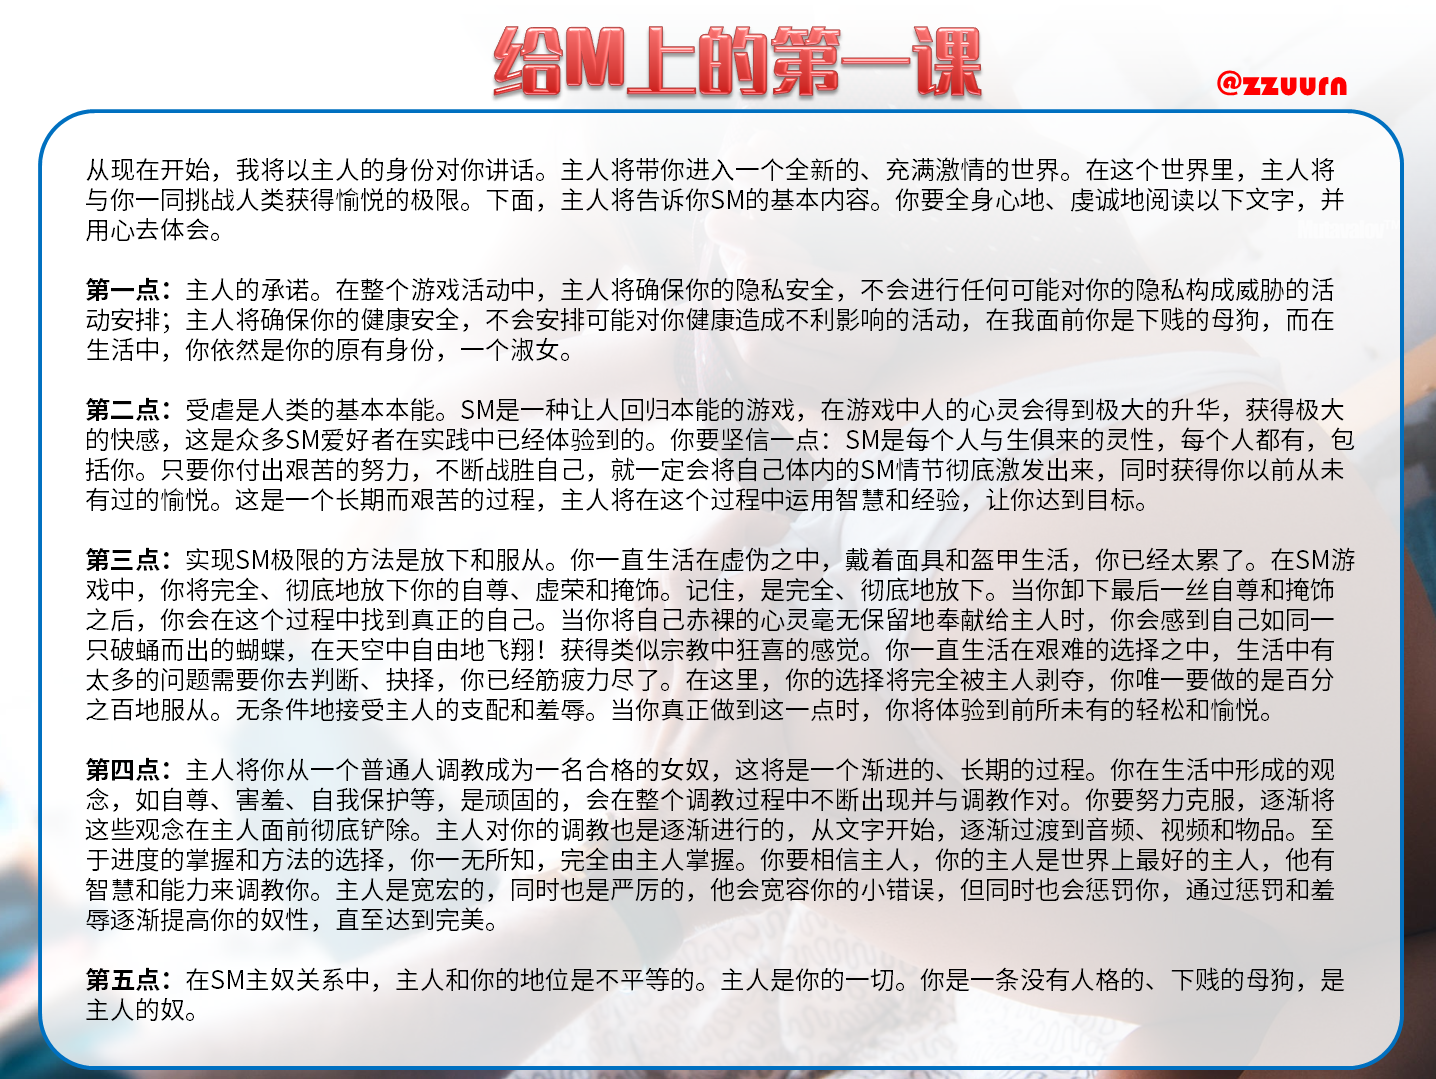 给M上的第一课
@zzuurn
从现在开始，我将以主人的身份对你讲话。主人将带你进入一个全新的、充满激情的世界。在这个世界里，主人将
与你一同挑战人类获得愉悦的极限。下面，主人将告诉你SM的基本内容。你要全身心地、虔诚地阅读以下文字，并
用心去体会。
第一点：主人的承诺。在整个游戏活动中，主人将确保你的隐私安全，不会进行任何可能对你的隐私构成威胁的活
动安排；主人将确保你的健康安全，不会安排可能对你健康造成不利影响的活动，在我面前你是下贱的母狗，而在
生活中，你依然是你的原有身份，一个淑女。
第二点：受虐是人类的基本本能。SM是一种让人回归本能的游戏，在游戏中人的心灵会得到极大的升华，获得极大
的快感，这是众多SM爱好者在实践中已经体验到的。你要坚信一点：SM是每个人与生俱来的灵性，每个人都有，包
括你。只要你付出艰苦的努力，不断战胜自己，就一定会将自己体内的SM情节彻底激发出来，同时获得你以前从未
有过的愉悦。这是一个长期而艰苦的过程，主人将在这个过程中运用智慧和经验，让你达到目标。
第三点：实现SM极限的方法是放下和服从。你一直生活在虚伪之中，戴着面具和盔甲生活，你已经太累了。在SM游
戏中，你将完全、彻底地放下你的自尊、虚荣和掩饰。记住，是完全、彻底地放下。当你卸下最后一丝自尊和掩饰
之后，你会在这个过程中找到真正的自己。当你将自己赤裸的心灵毫无保留地奉献给主人时，你会感到自己如同一
只破蛹而出的蝴蝶，在天空中自由地飞翔！获得类似宗教中狂喜的感觉。你一直生活在艰难的选择之中，生活中有
太多的问题需要你去判断、抉择，你已经筋疲力尽了。在这里，你的选择将完全被主人剥夺，你唯一要做的是百分
之百地服从。无条件地接受主人的支配和羞辱。当你真正做到这一点时，你将体验到前所未有的轻松和愉悦。
第四点：主人将你从一个普通人调教成为一名合格的女奴，这将是一个渐进的、长期的过程。你在生活中形成的观
念，如自尊、害羞、自我保护等，是顽固的，会在整个调教过程中不断出现并与调教作对。你要努力克服，逐渐将
这些观念在主人面前彻底铲除。主人对你的调教也是逐渐进行的，从文字开始，逐渐过渡到音频、视频和物品。至
于进度的掌握和方法的选择，你一无所知，完全由主人掌握。你要相信主人，你的主人是世界上最好的主人，他有
智慧和能力来调教你。主人是宽宏的，同时也是严厉的，他会宽容你的小错误，但同时也会惩罚你，通过惩罚和羞
辱逐渐提高你的奴性，直至达到完美。
第五点：在SM主奴关系中，主人和你的地位是不平等的。主人是你的一切。你是一条没有人格的、下贱的母狗，是
主人的奴。